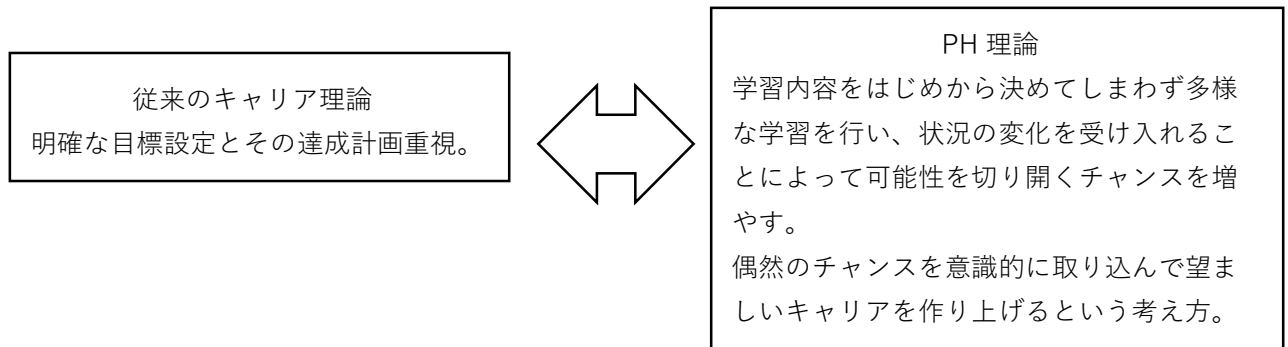 従来のキャリア理論
明確な目標設定とその達成計画重視。
PH 理論
学習内容をはじめから決めてしまわず多様
な学習を行い、状況の変化を受け入れるこ
とによって可能性を切り開くチャンスを増
やす。
偶然のチャンスを意識的に取り込んで望ま
しいキャリアを作り上げるという考え方。